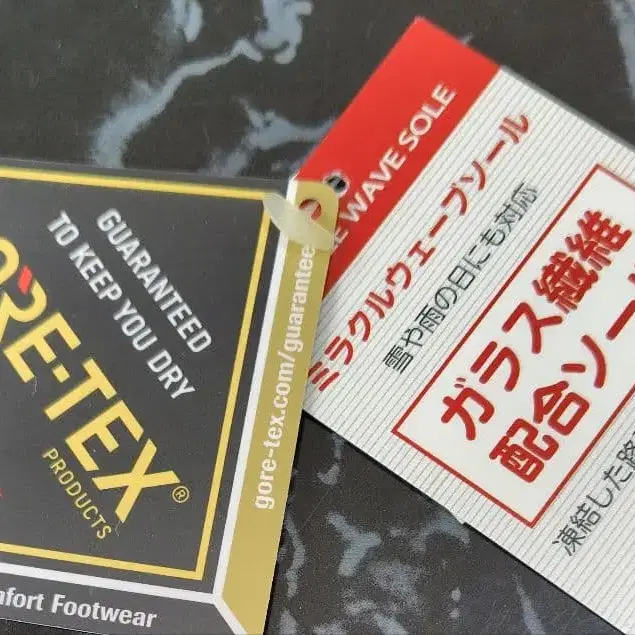 GUARANTEED
TO KEEP YOU DRY
RE-TEX®
PRODUCTS
gore-tex.com/guarantee
Footwear
WAVE SOLE
ミラクルウェーブソール
雪や雨の日にも対応
ガラス繊維
配合ソー
凍結した